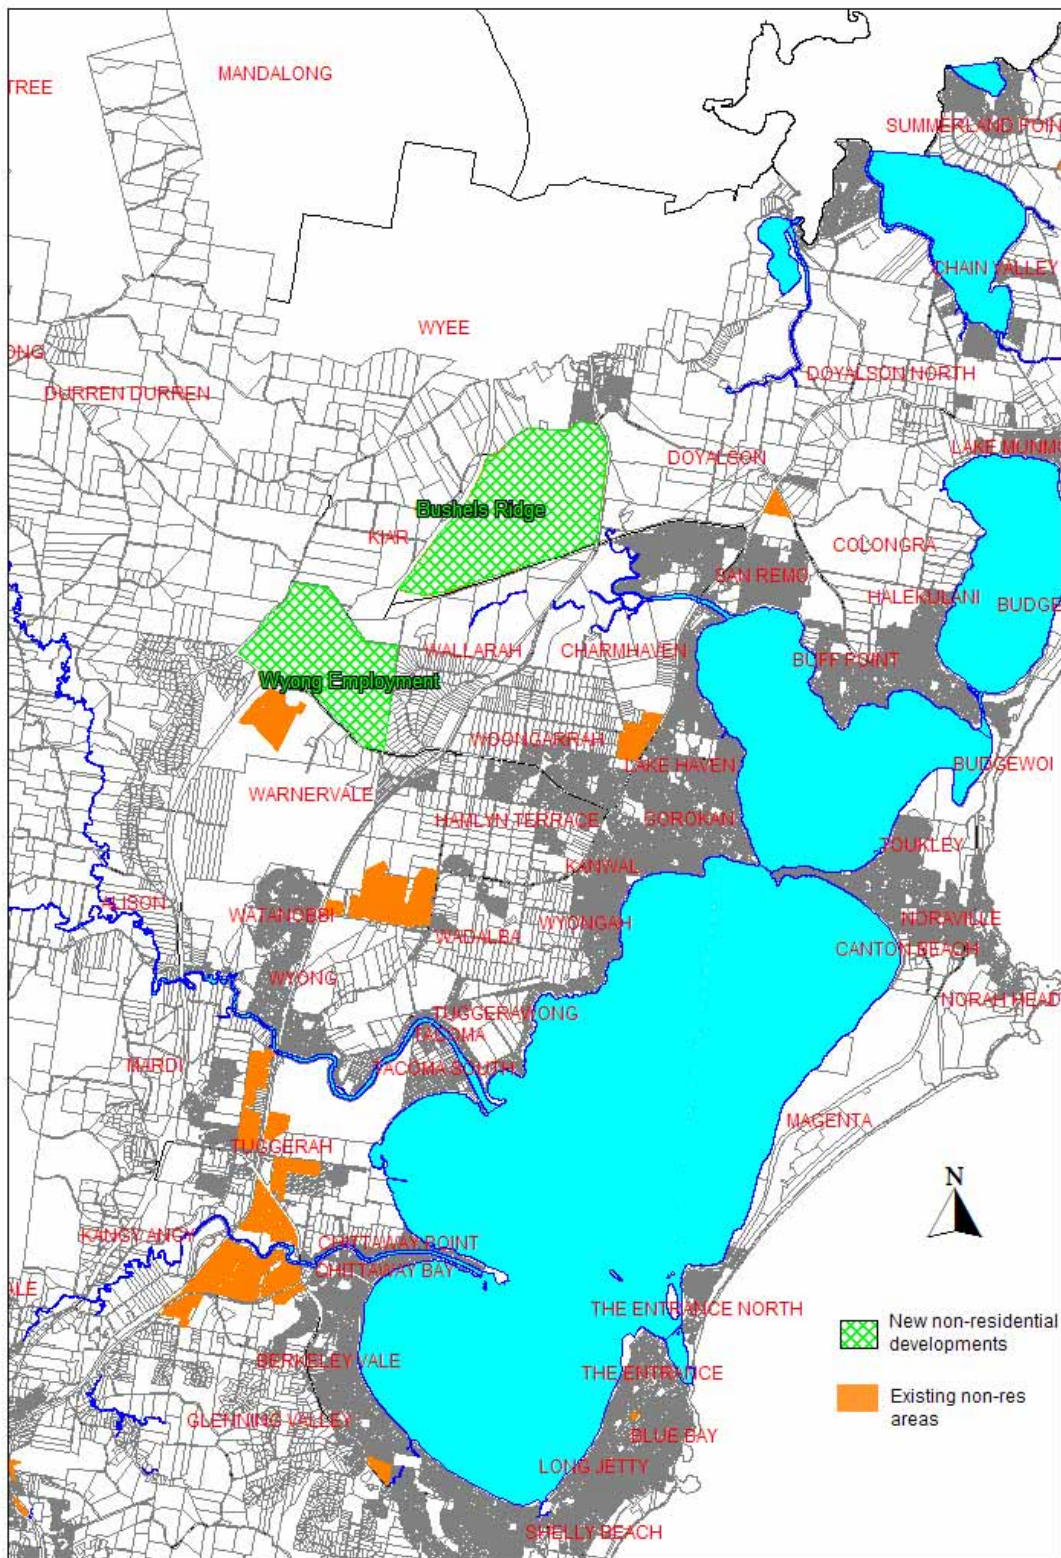 TREE
MANDALONG
SUMMERLAND POIN
CHAIN VALLEY
WYEE
ONG
DURREN DURREN
DOYALSON NORTH
LAKE MUNMO
DOYALSON
Bushels Ridge
KIAR
COLONGRA
SAN REMO
HALEKULANI
BUDGE
WALLARAH
CHARMHAVEN
BUFF POINT
Wyong Employment
WOONGARRAH
LAKE HAVEN
BUDGEWOI
WARNERVALE
HAMLYN TERRACE
GOROKAN
TOUKLEY
KANWAL
ALISON
WATANOBBI
WADALBA
WYONGAH
NORAVILLE
CANTON BEACH
WYONG
NORAH HEAD
TUGGERAWONG
TACOMA
MARDI
TACOMA SOUTH
MAGENTA
TUGGERAH
N
KANGY ANGY
CHITTAWAY POINT
CHITTAWAY BAY
ALE
THE ENTRANCE NORTH
New non-residential
developments
BERKELEY VALE
THE ENTRANCE
Existing non-res
areas
GLENNING VALLEY
BLUE BAY
LONG JETTY
SHELLY BEACH